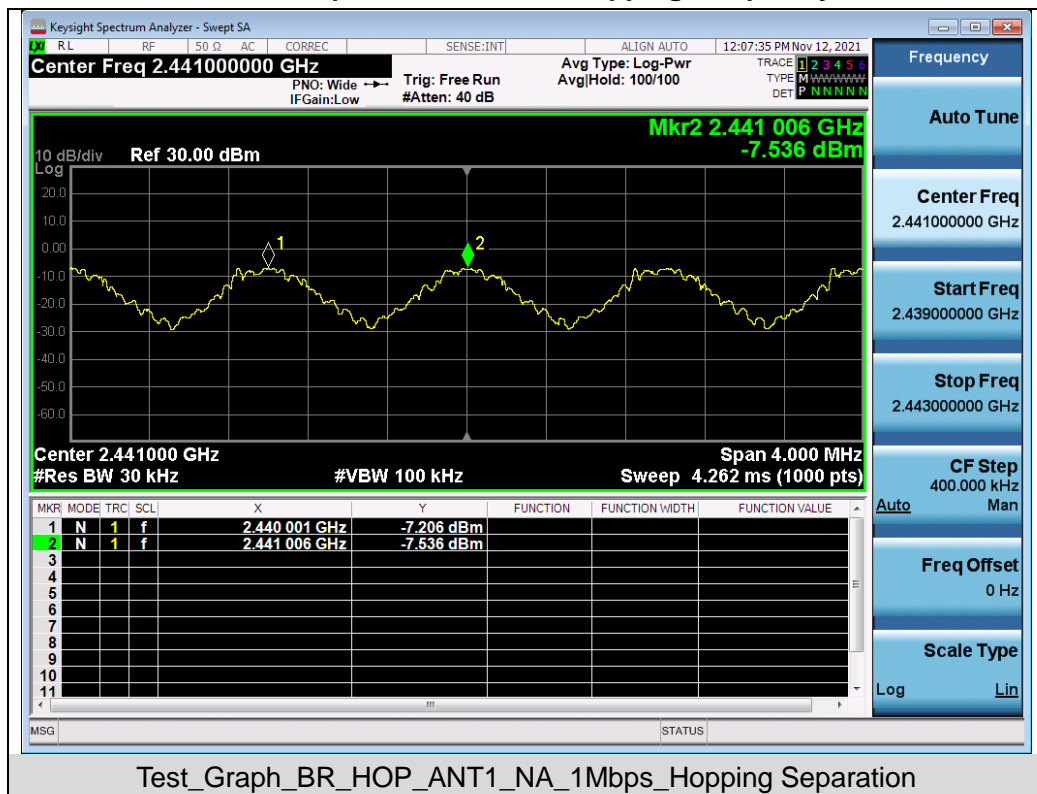 Keysight Spectrum Analyzer - Swept SA
RL RF 50 Ω AC CORREC SENSE:INT ALIGN AUTO 12:07:35 PM Nov 12, 2021
Center Freq 2.441000000 GHz
PNO: Wide
IFGain:Low
Trig: Free Run
#Atten: 40 dB
Avg Type: Log-Pwr
Avg|Hold: 100/100
TRACE 1 2 3 4 5 6
TYPE M WWWWW
DET P N N N N N
Mkr2 2.441 006 GHz
-7.536 dBm
10 dB/div Ref 30.00 dBm
Log
20.0
10.0
0.00
-10.0
-20.0
-30.0
-40.0
-50.0
-60.0
1
2
Center 2.441000 GHz Span 4.000 MHz
#Res BW 30 kHz #VBW 100 kHz Sweep 4.262 ms (1000 pts)
MKR MODE TRC SCL X Y FUNCTION FUNCTION WIDTH FUNCTION VALUE
1 N 1 f 2.440 001 GHz -7.206 dBm
2 N 1 f 2.441 006 GHz -7.536 dBm
3
4
5
6
7
8
9
10
11
MSG STATUS
Frequency
Auto Tune
Center Freq
2.441000000 GHz
Start Freq
2.439000000 GHz
Stop Freq
2.443000000 GHz
CF Step
400.000 kHz
Auto Man
Freq Offset
0 Hz
Scale Type
Log Lin
Test_Graph_BR_HOP_ANT1_NA_1Mbps_Hopping Separation